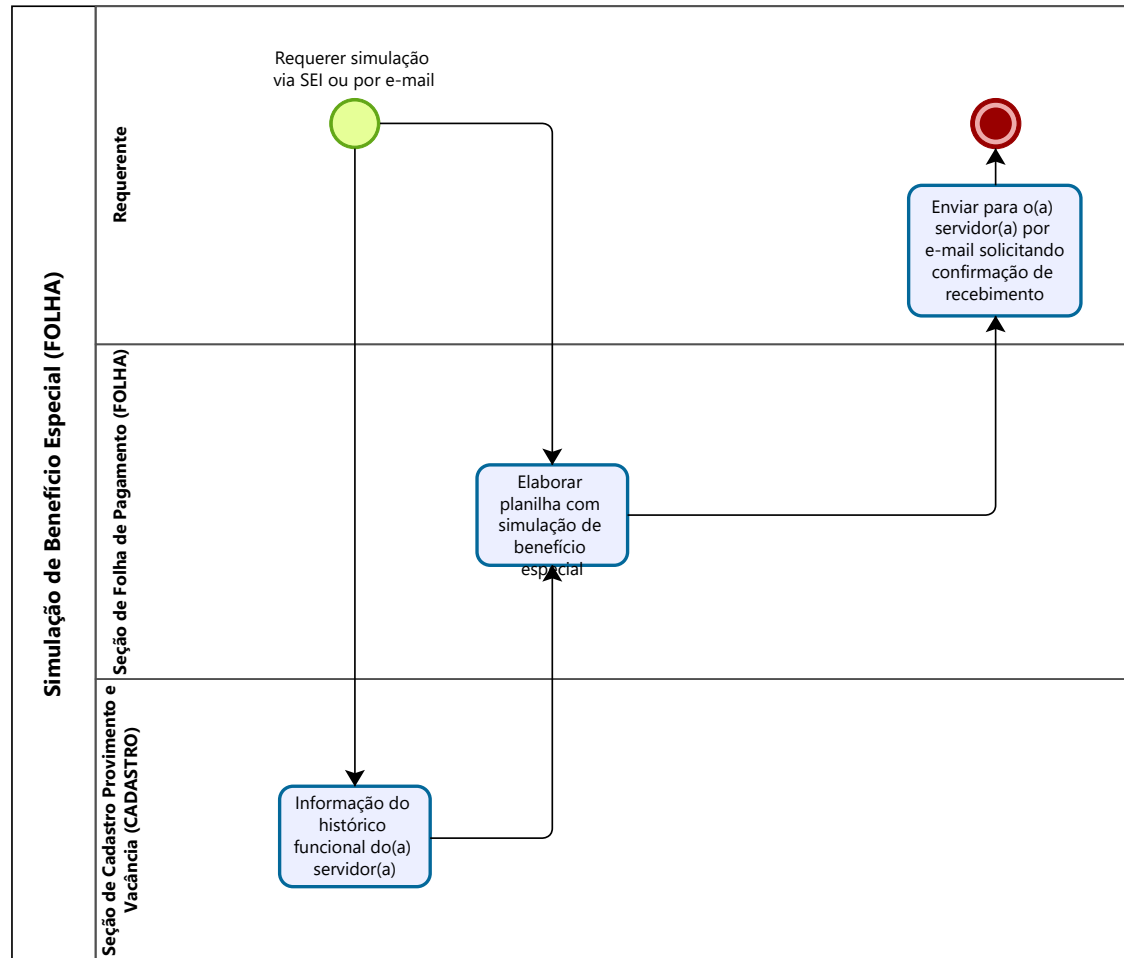 Simulação de Benefício Especial (FOLHA)
Requerente
Requerer simulação
via SEI ou por e-mail
Enviar para o(a)
servidor(a) por
e-mail solicitando
confirmação de
recebimento
Seção de Folha de Pagamento (FOLHA)
Elaborar
planilha com
simulação de
benefício
especial
Seção de Cadastro Provimento e
Vacância (CADASTRO)
Informação do
histórico
funcional do(a)
servidor(a)